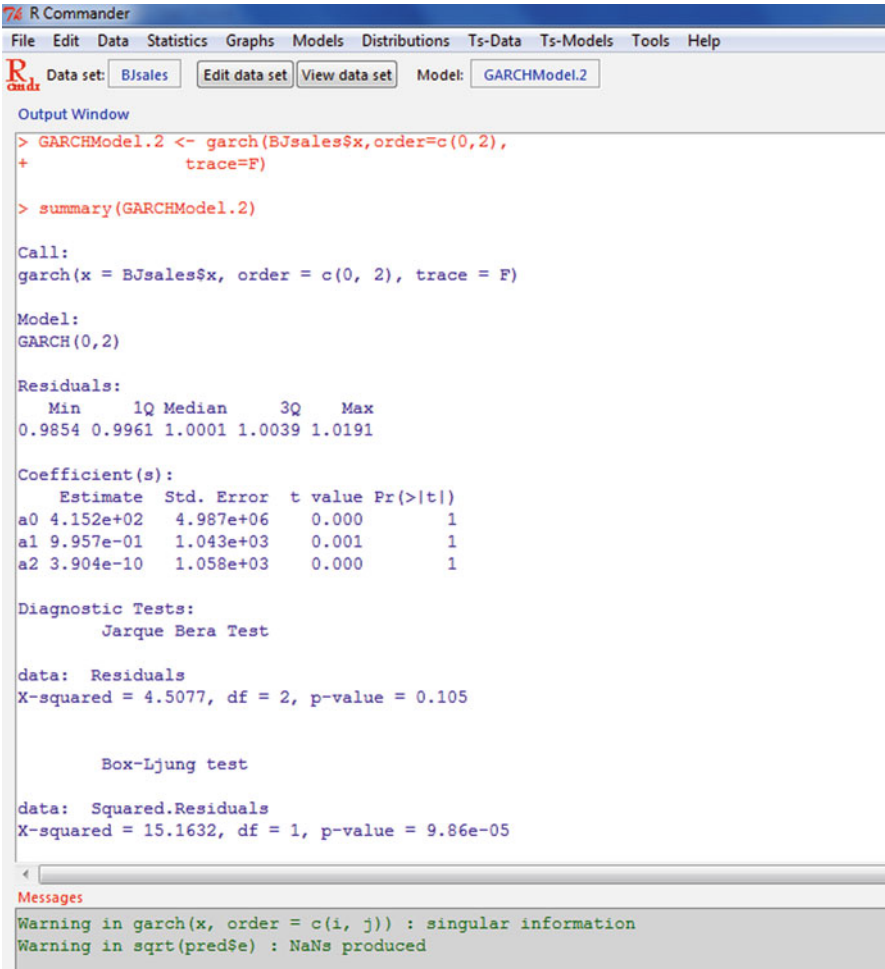 R Commander
File Edit Data Statistics Graphs Models Distributions Ts-Data Ts-Models Tools Help
R cmdr Data set: BJsales Edit data set View data set Model: GARCHModel.2
Output Window
> GARCHModel.2 <- garch(BJsales$x,order=c(0,2),
+ trace=F)
> summary(GARCHModel.2)
Call:
garch(x = BJsales$x, order = c(0, 2), trace = F)
Model:
GARCH(0,2)
Residuals:
Min 1Q Median 3Q Max
0.9854 0.9961 1.0001 1.0039 1.0191
Coefficient(s):
Estimate Std. Error t value Pr(>|t|)
a0 4.152e+02 4.987e+06 0.000 1
a1 9.957e-01 1.043e+03 0.001 1
a2 3.904e-10 1.058e+03 0.000 1
Diagnostic Tests:
Jarque Bera Test
data: Residuals
X-squared = 4.5077, df = 2, p-value = 0.105
Box-Ljung test
data: Squared.Residuals
X-squared = 15.1632, df = 1, p-value = 9.86e-05
Messages
Warning in garch(x, order = c(i, j)) : singular information
Warning in sqrt(pred$e) : NaNs produced